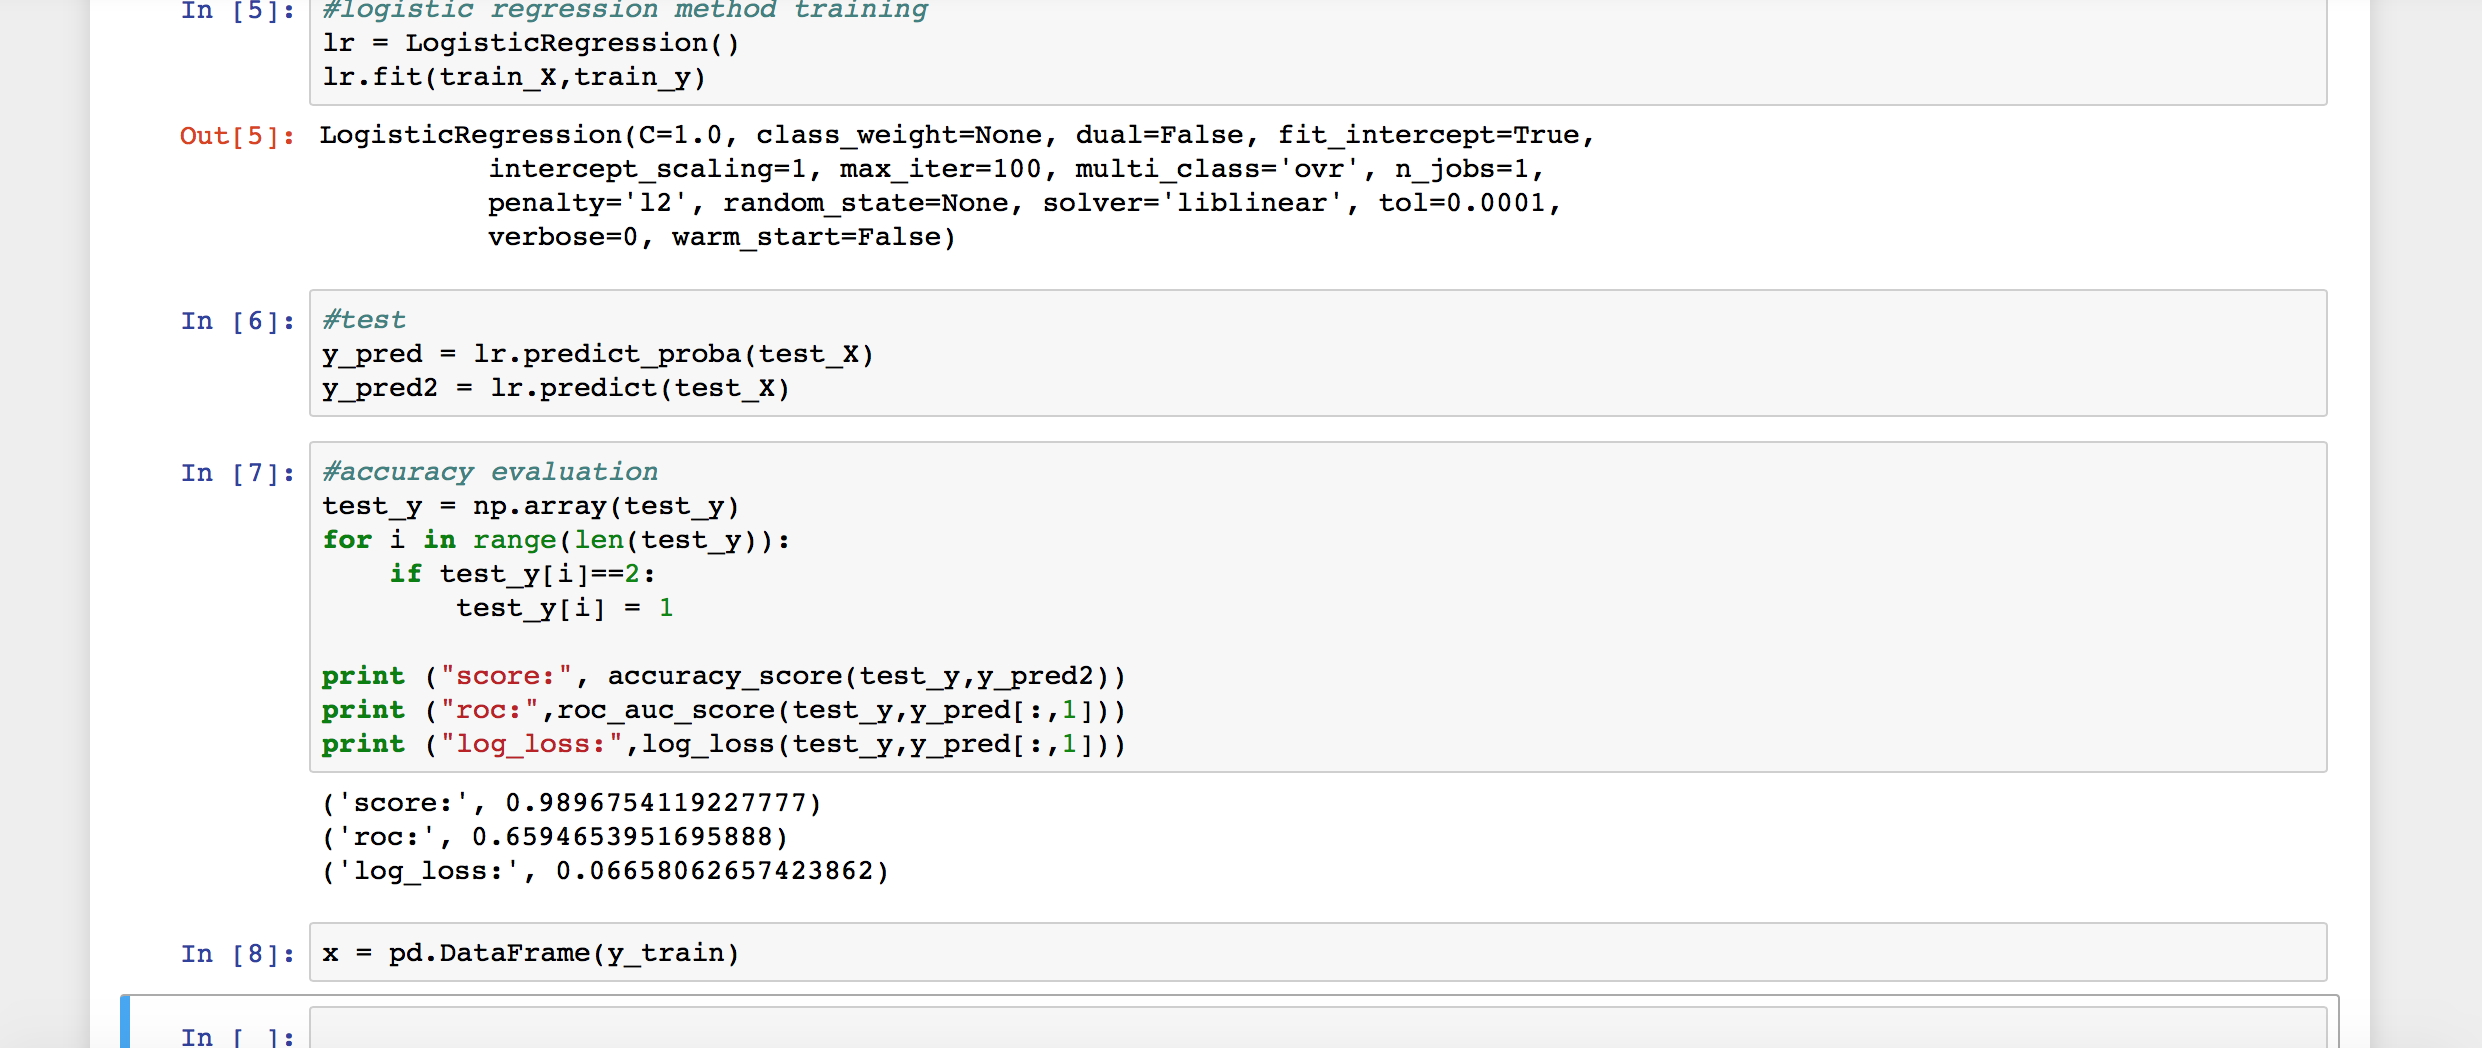 In [5]: #logistic regression method training
lr = LogisticRegression()
lr.fit(train_X,train_y)
Out[5]: LogisticRegression(C=1.0, class_weight=None, dual=False, fit_intercept=True,
intercept_scaling=1, max_iter=100, multi_class='ovr', n_jobs=1,
penalty='l2', random_state=None, solver='liblinear', tol=0.0001,
verbose=0, warm_start=False)
In [6]: #test
y_pred = lr.predict_proba(test_X)
y_pred2 = lr.predict(test_X)
In [7]: #accuracy evaluation
test_y = np.array(test_y)
for i in range(len(test_y)):
    if test_y[i]==2:
        test_y[i] = 1
print ("score:", accuracy_score(test_y,y_pred2))
print ("roc:",roc_auc_score(test_y,y_pred[:,1]))
print ("log_loss:",log_loss(test_y,y_pred[:,1]))
('score:', 0.9896754119227777)
('roc:', 0.6594653951695888)
('log_loss:', 0.06658062657423862)
In [8]: x = pd.DataFrame(y_train)
In [ ]: